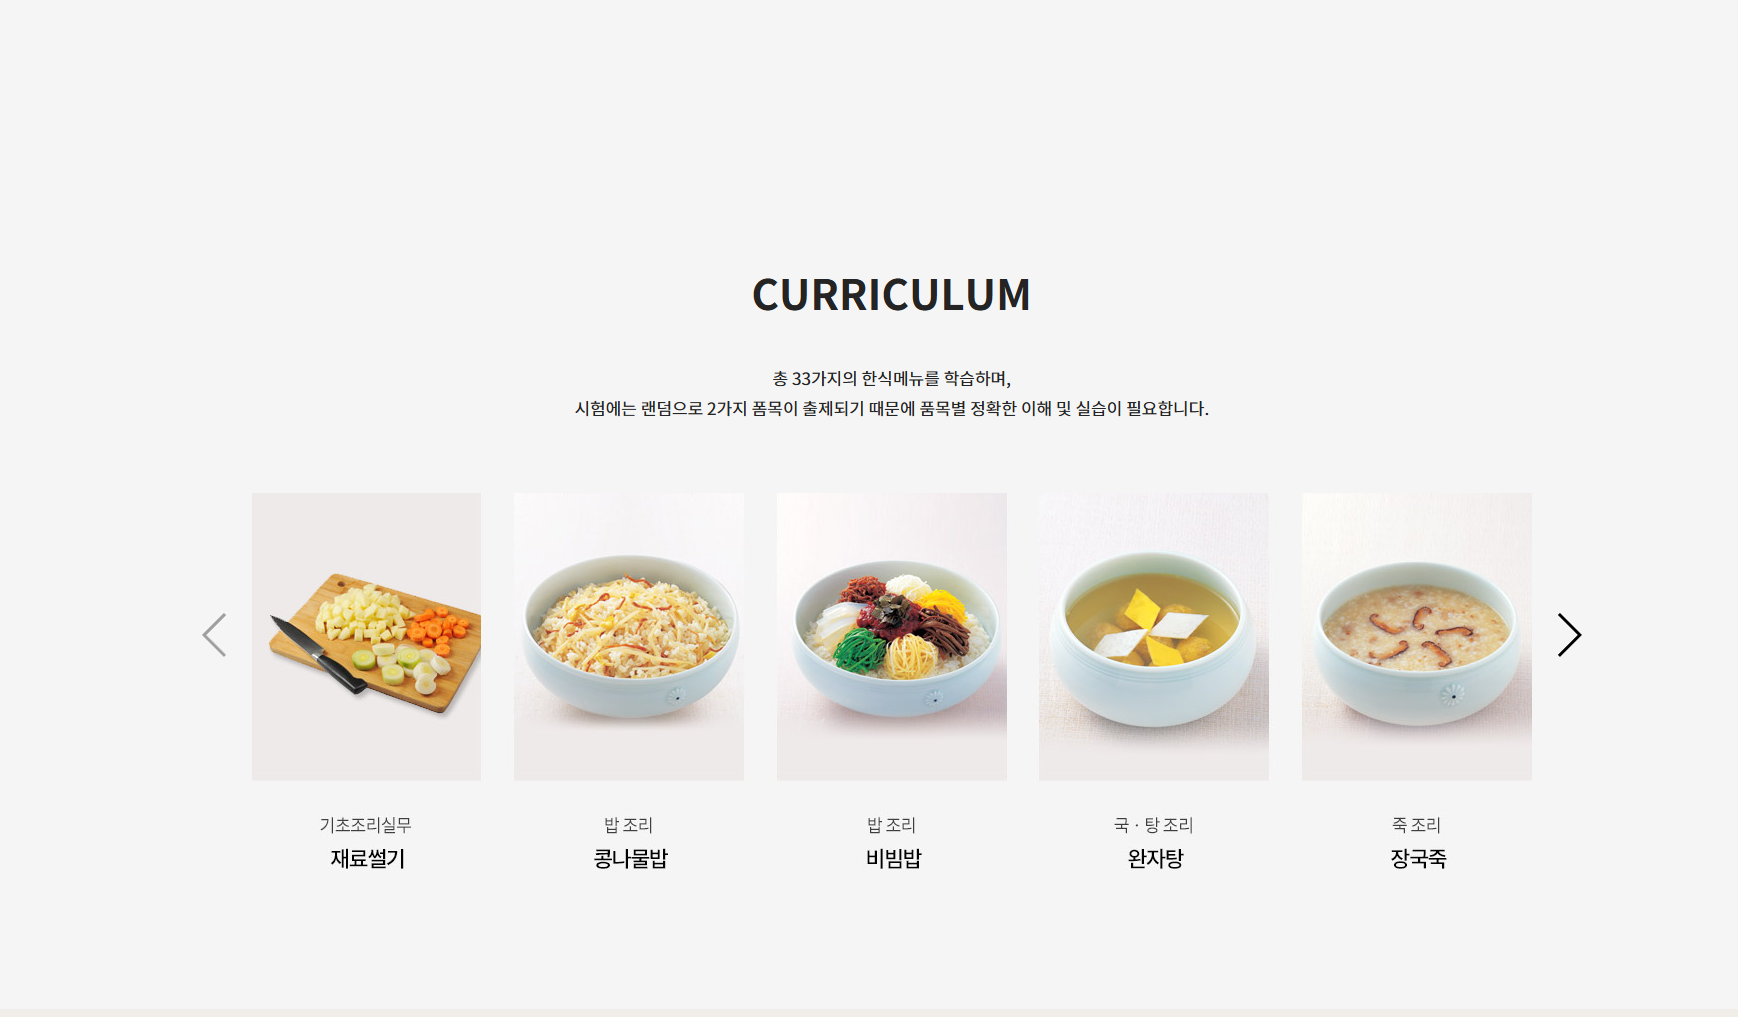 CURRICULUM
총 33가지의 한식메뉴를 학습하며,
시험에는 랜덤으로 2가지 폼목이 출제되기 때문에 품목별 정확한 이해 및 실습이 필요합니다.
기초조리실무
재료썰기
밥 조리
콩나물밥
밥 조리
비빔밥
국 · 탕 조리
완자탕
죽 조리
장국죽